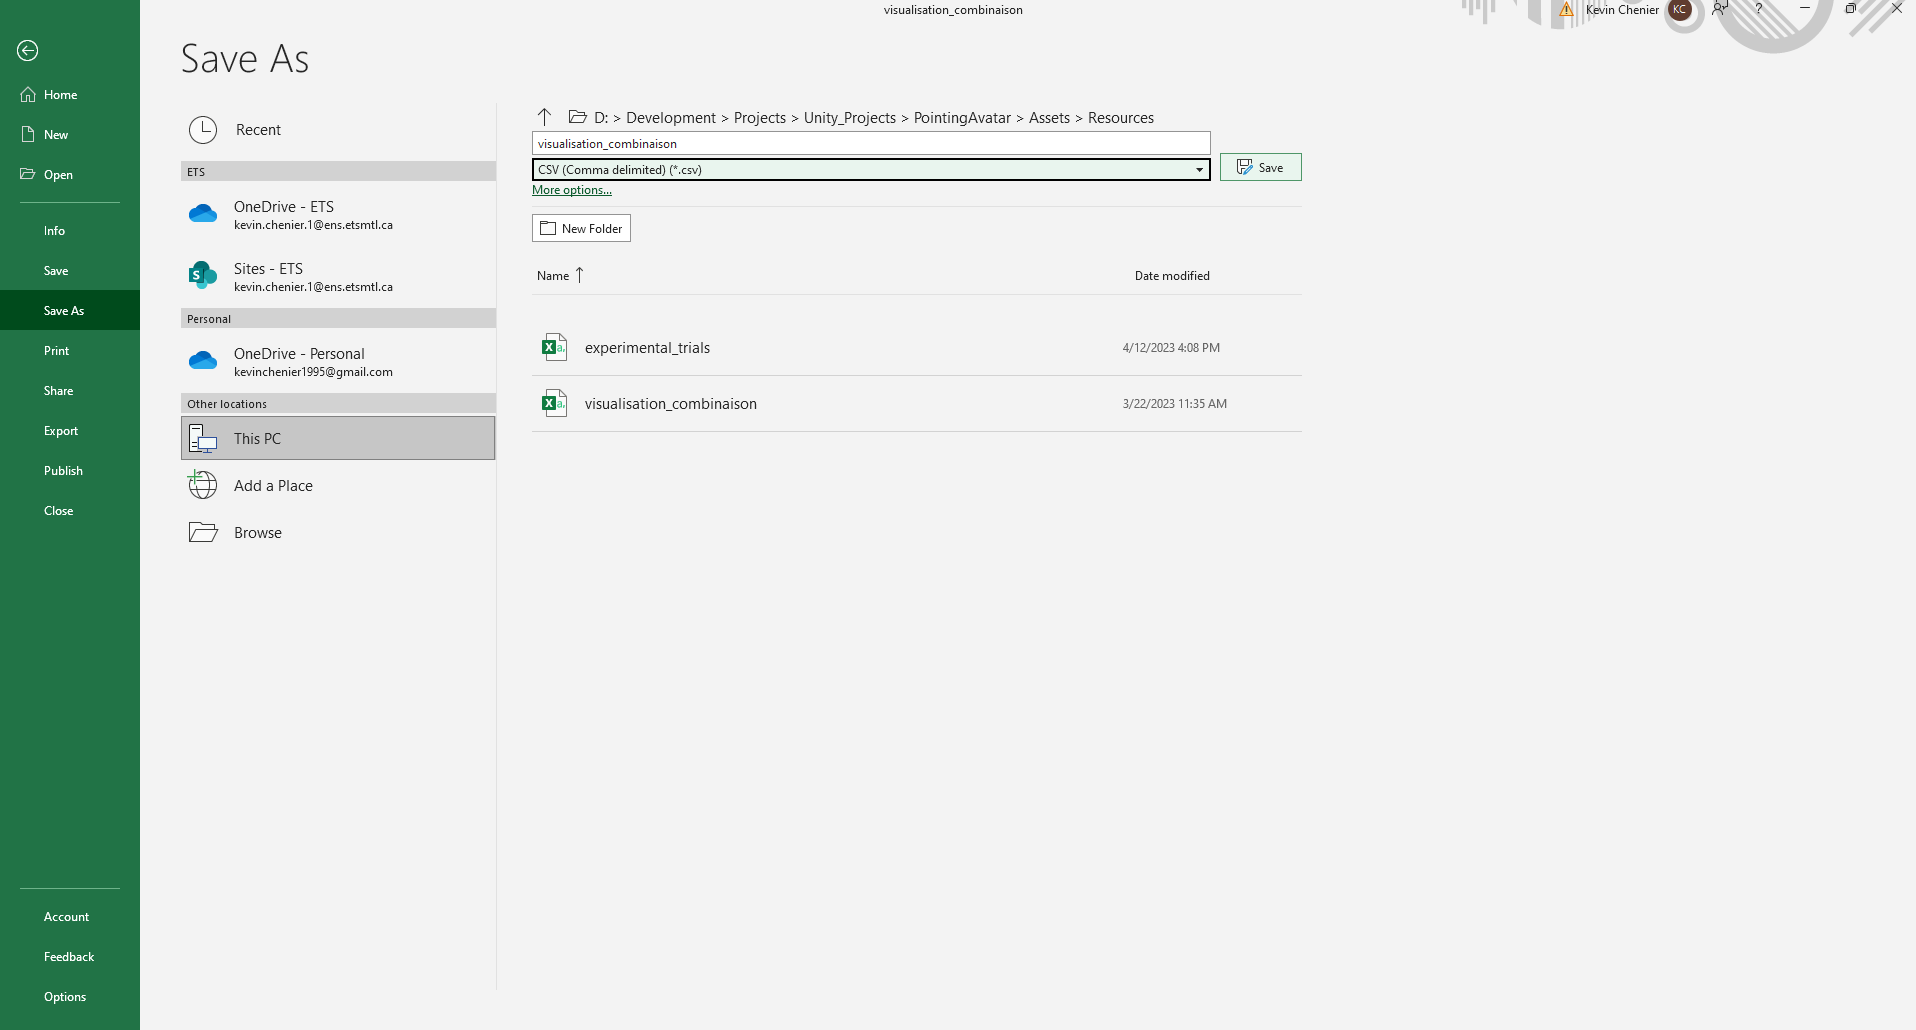 visualisation_combinaison
Kevin Chenier
KC
?
Save As
Home
New
Open
Info
Save
Save As
Print
Share
Export
Publish
Close
Account
Feedback
Options
Recent
ETS
OneDrive - ETS
kevin.chenier.1@ens.etsmtl.ca
S
Sites - ETS
kevin.chenier.1@ens.etsmtl.ca
Personal
OneDrive - Personal
kevinchenier1995@gmail.com
Other locations
This PC
Add a Place
Browse
D: > Development > Projects > Unity_Projects > PointingAvatar > Assets > Resources
visualisation_combinaison
CSV (Comma delimited) (*.csv)
Save
More options...
New Folder
Name Date modified
X a, experimental_trials 4/12/2023 4:08 PM
X a, visualisation_combinaison 3/22/2023 11:35 AM